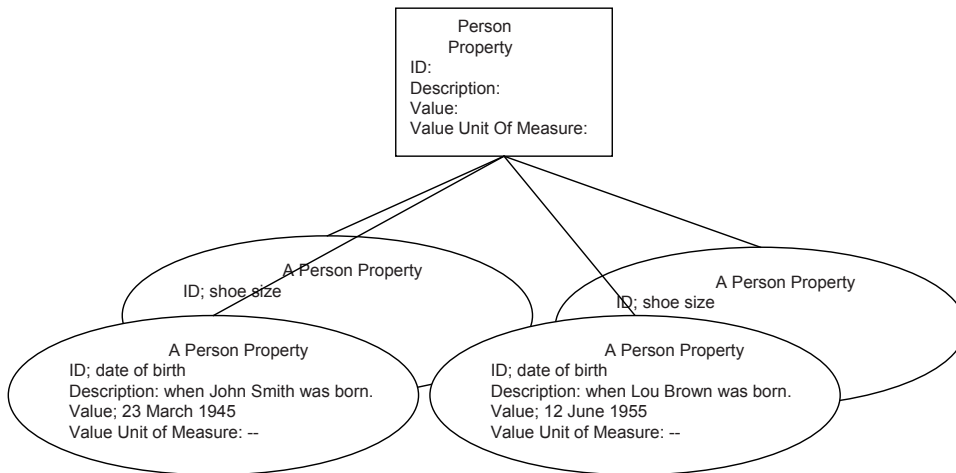 Person
Property
ID:
Description:
Value:
Value Unit Of Measure:
A Person Property
ID; shoe size
A Person Property
ID; shoe size
A Person Property
ID; date of birth
Description: when John Smith was born.
Value; 23 March 1945
Value Unit of Measure: --
A Person Property
ID; date of birth
Description: when Lou Brown was born.
Value; 12 June 1955
Value Unit of Measure: --